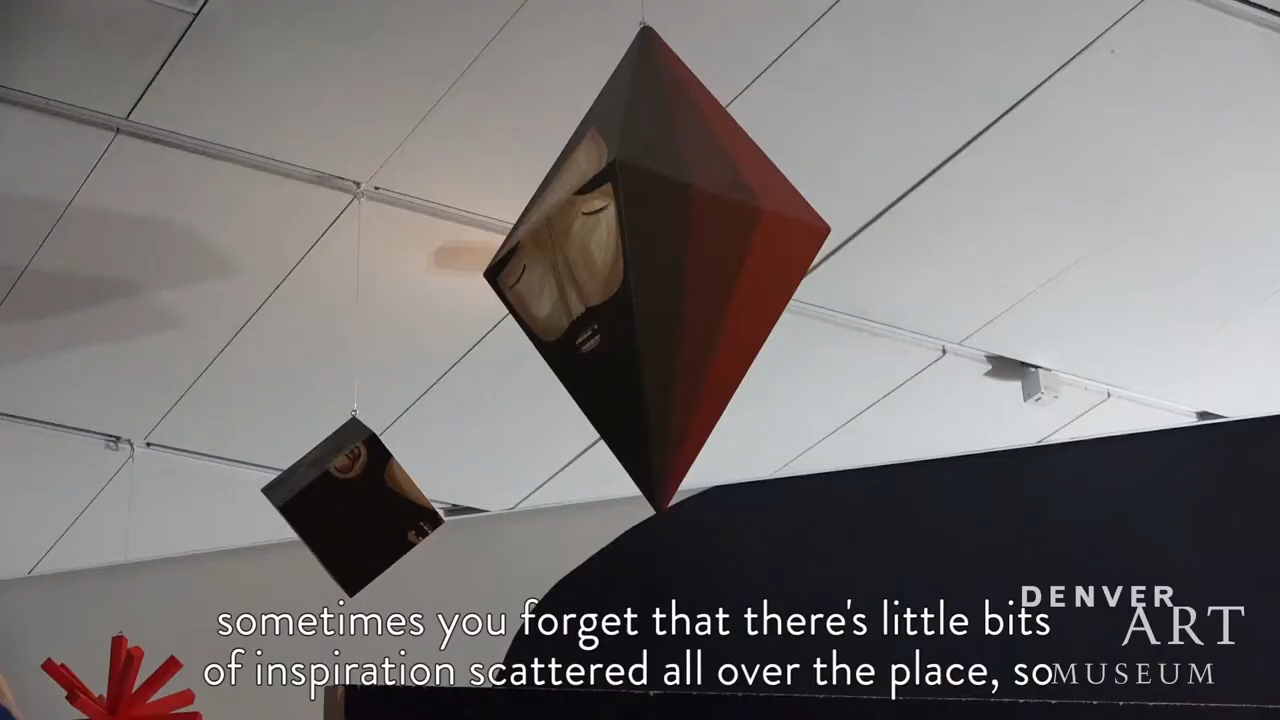 sometimes you forget that there's little bits
of inspiration scattered all over the place, so
DENVER
ART
MUSEUM